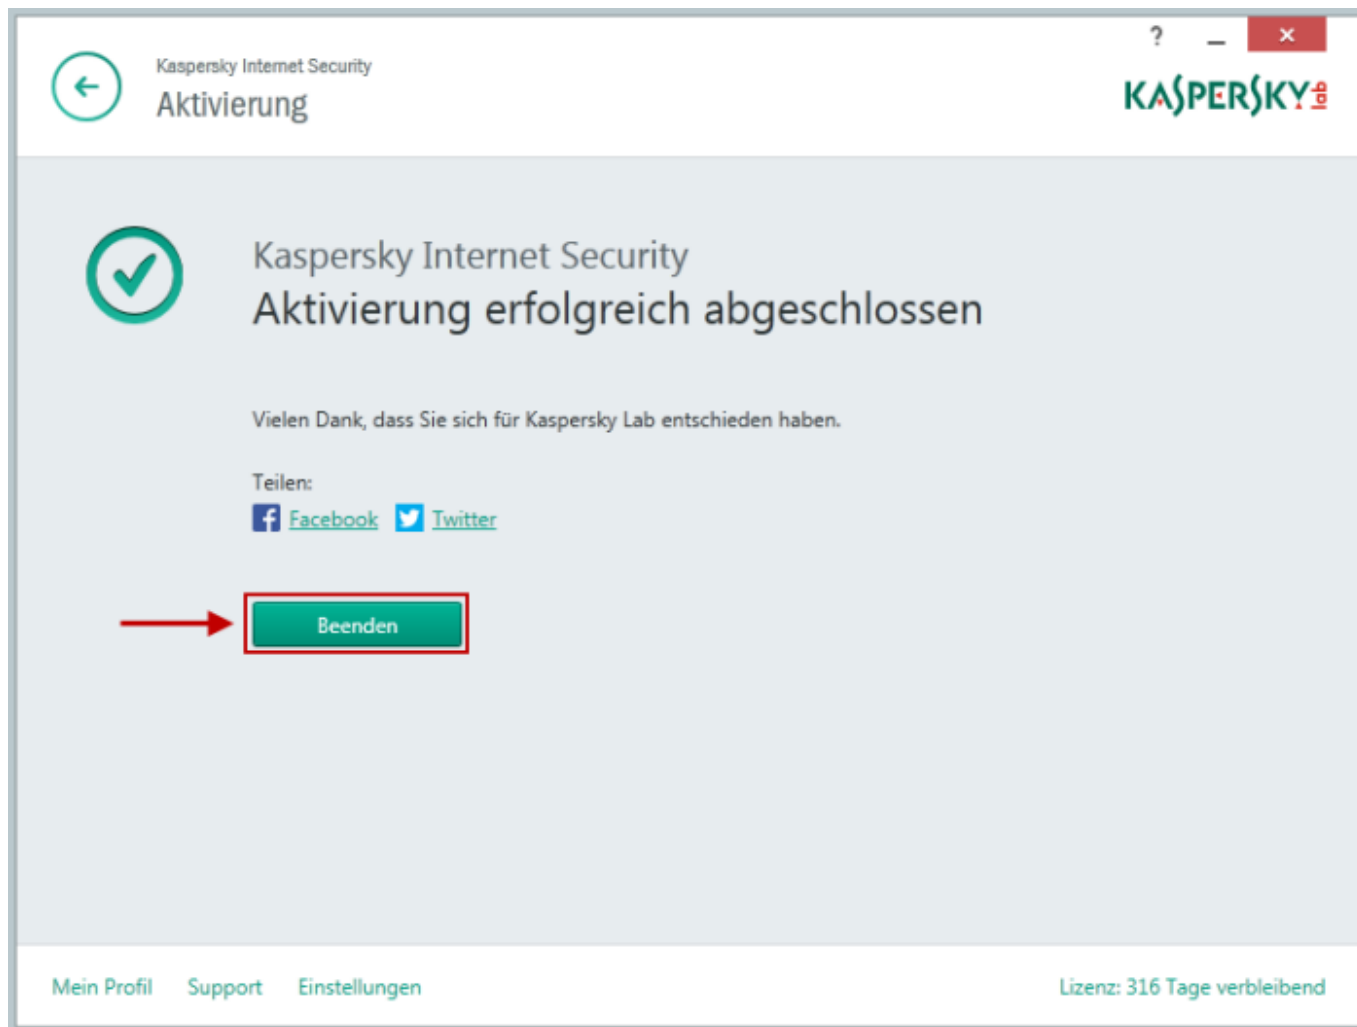 Kaspersky Internet Security
Aktivierung
? _ ×
KASPERSKY lab
Kaspersky Internet Security
Aktivierung erfolgreich abgeschlossen
Vielen Dank, dass Sie sich für Kaspersky Lab entschieden haben.
Teilen:
Facebook Twitter
Beenden
Mein Profil Support Einstellungen Lizenz: 316 Tage verbleibend